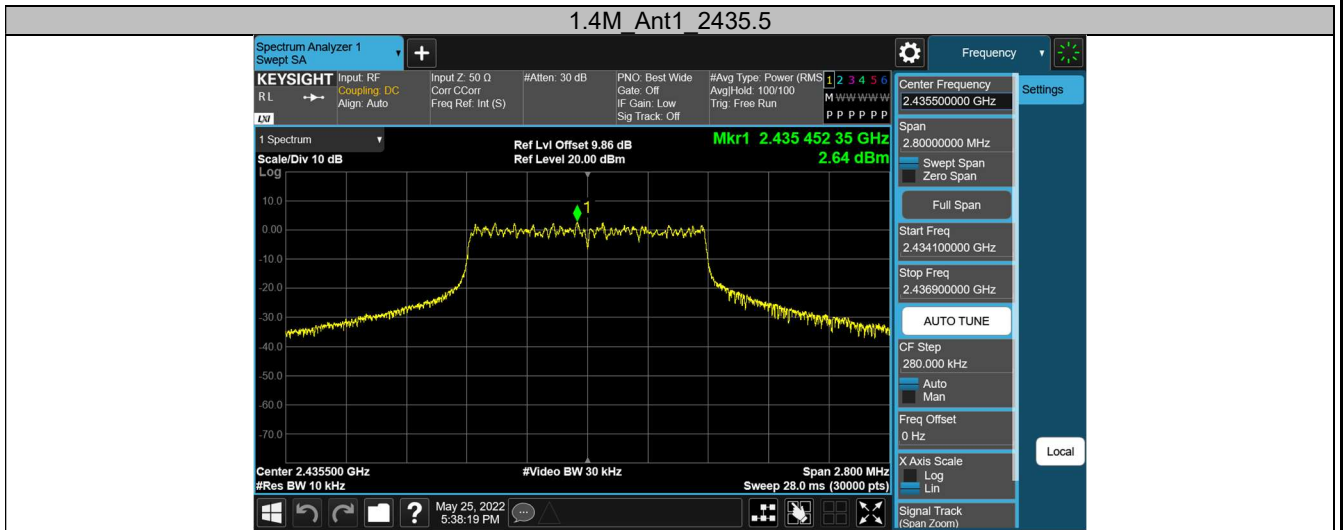 1.4M_Ant1_2435.5
Spectrum Analyzer 1
Swept SA
+
Frequency
KEYSIGHT
RL
LXI
Input: RF
Coupling: DC
Align: Auto
Input Z: 50 Ω
Corr CCorr
Freq Ref: Int (S)
#Atten: 30 dB
PNO: Best Wide
Gate: Off
IF Gain: Low
Sig Track: Off
#Avg Type: Power (RMS
Avg|Hold: 100/100
Trig: Free Run
1 2 3 4 5 6
M W W W W W
P P P P P P
1 Spectrum
Scale/Div 10 dB
Ref Lvl Offset 9.86 dB
Ref Level 20.00 dBm
Mkr1 2.435 452 35 GHz
2.64 dBm
Log
10.0
0.00
-10.0
-20.0
-30.0
-40.0
-50.0
-60.0
-70.0
1
Center 2.435500 GHz
#Res BW 10 kHz
#Video BW 30 kHz
Span 2.800 MHz
Sweep 28.0 ms (30000 pts)
Center Frequency
2.435500000 GHz
Span
2.80000000 MHz
Swept Span
Zero Span
Full Span
Start Freq
2.434100000 GHz
Stop Freq
2.436900000 GHz
AUTO TUNE
CF Step
280.000 kHz
Auto
Man
Freq Offset
0 Hz
X Axis Scale
Log
Lin
Signal Track
(Span Zoom)
Settings
Local
?
May 25, 2022
5:38:19 PM